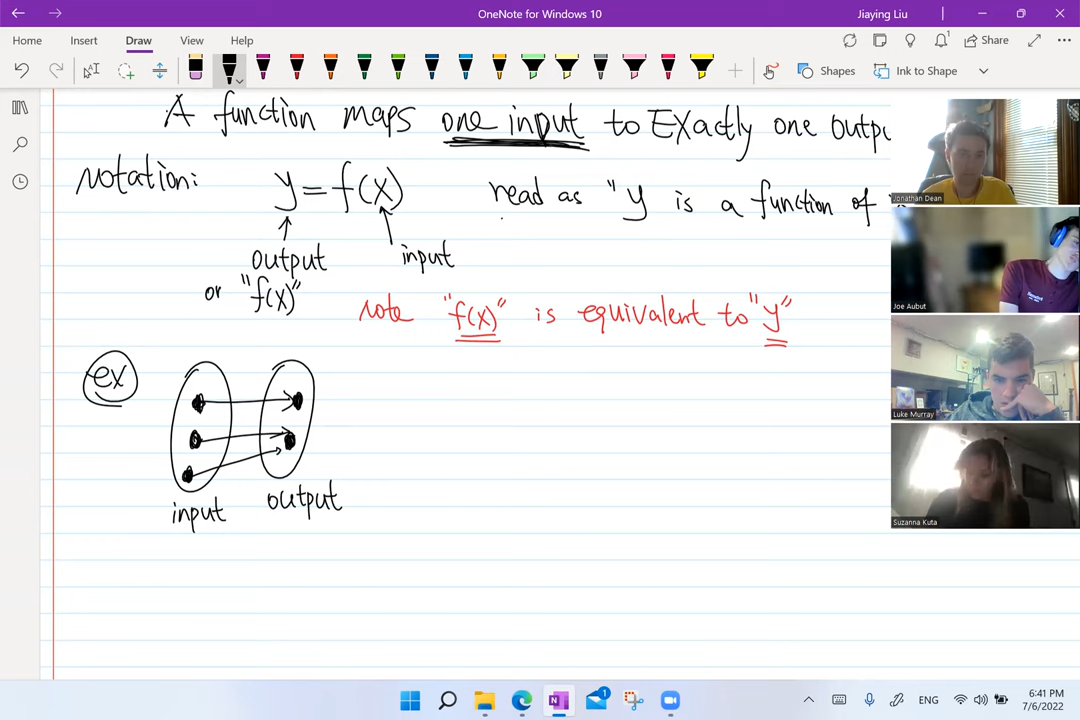 OneNote for Windows 10
Jiaying Liu
Home Insert Draw View Help
Share
Shapes
Ink to Shape
A function maps one input to EXactly one outpu
notation: y = f(x) read as "y is a function of
output input
or "f(x)"
note "f(x)" is equivalent to "y"
ex
input output
Jonathan Dean
Joe Aubut
Luke Murray
Suzanna Kuta
1
ENG
6:41 PM
7/6/2022